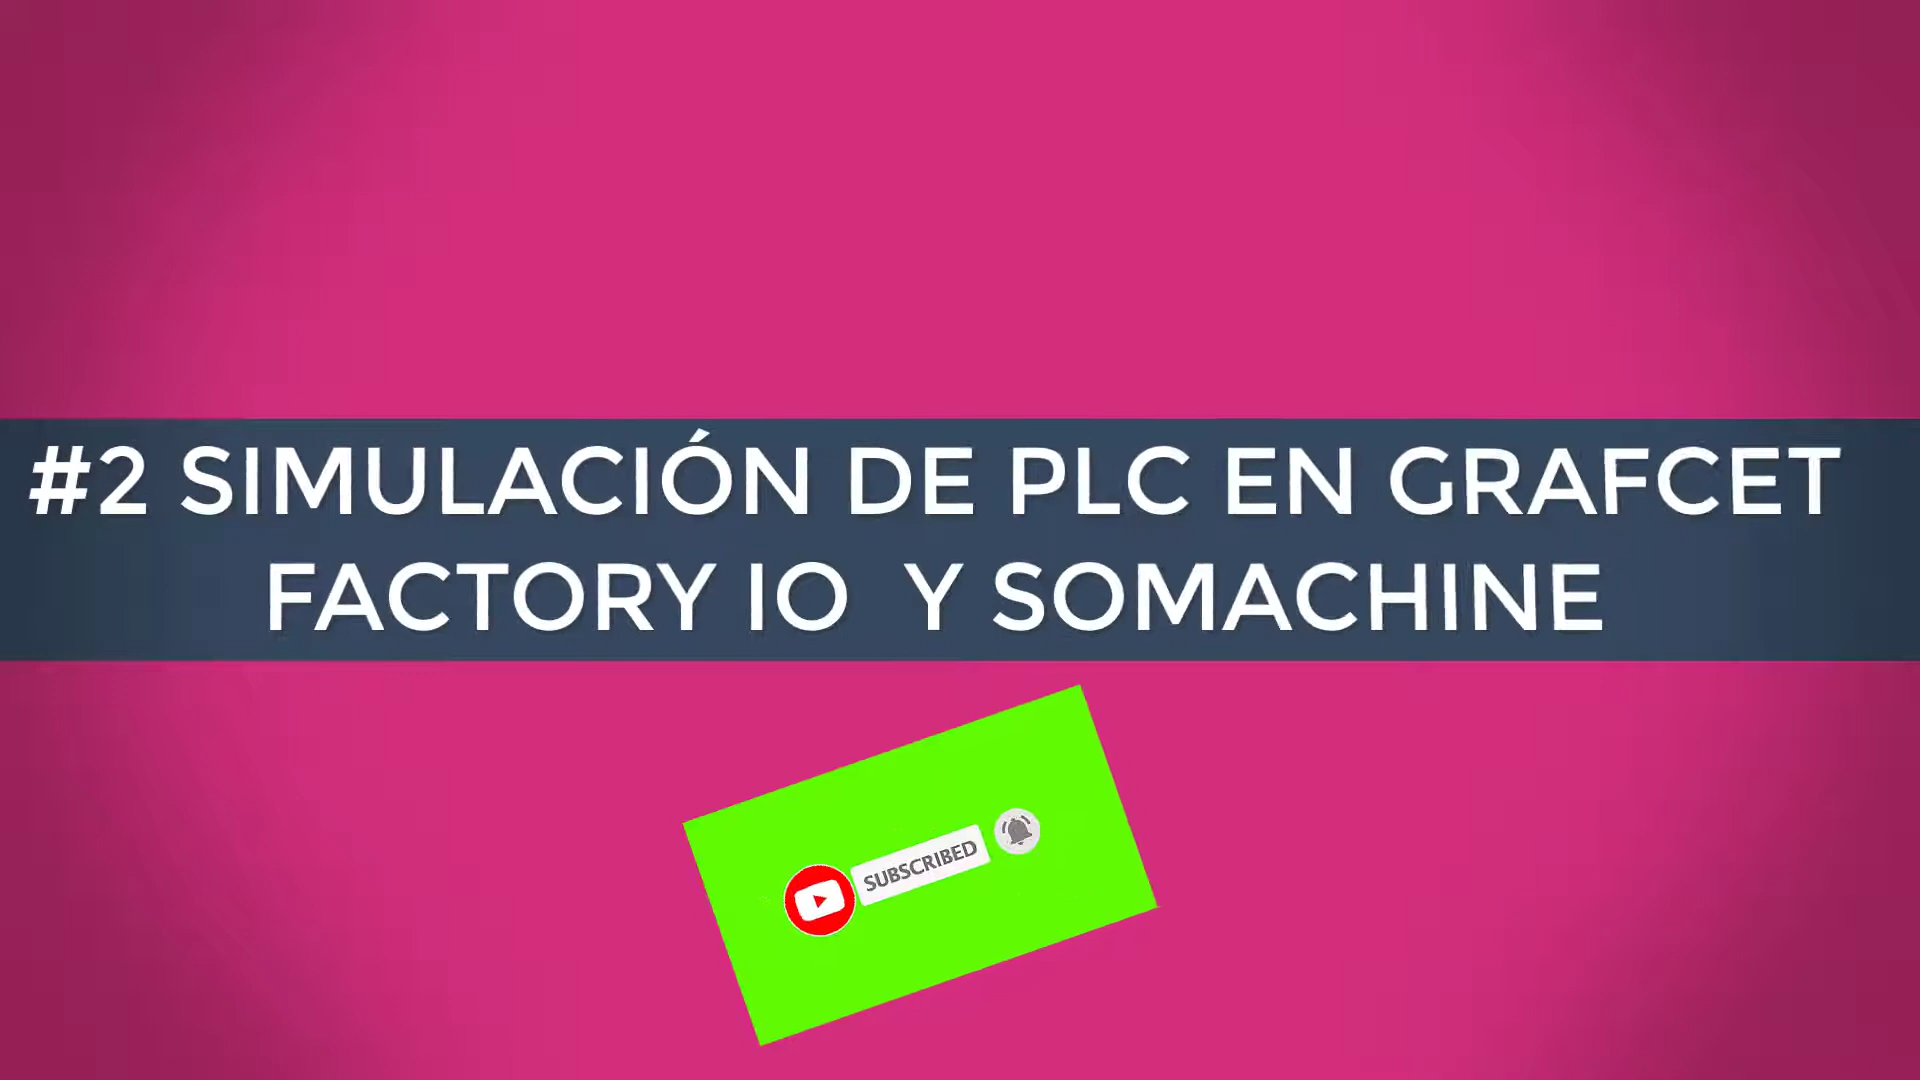 #2 SIMULACIÓN DE PLC EN GRAFCET
FACTORY IO Y SOMACHINE
SUBSCRIBED